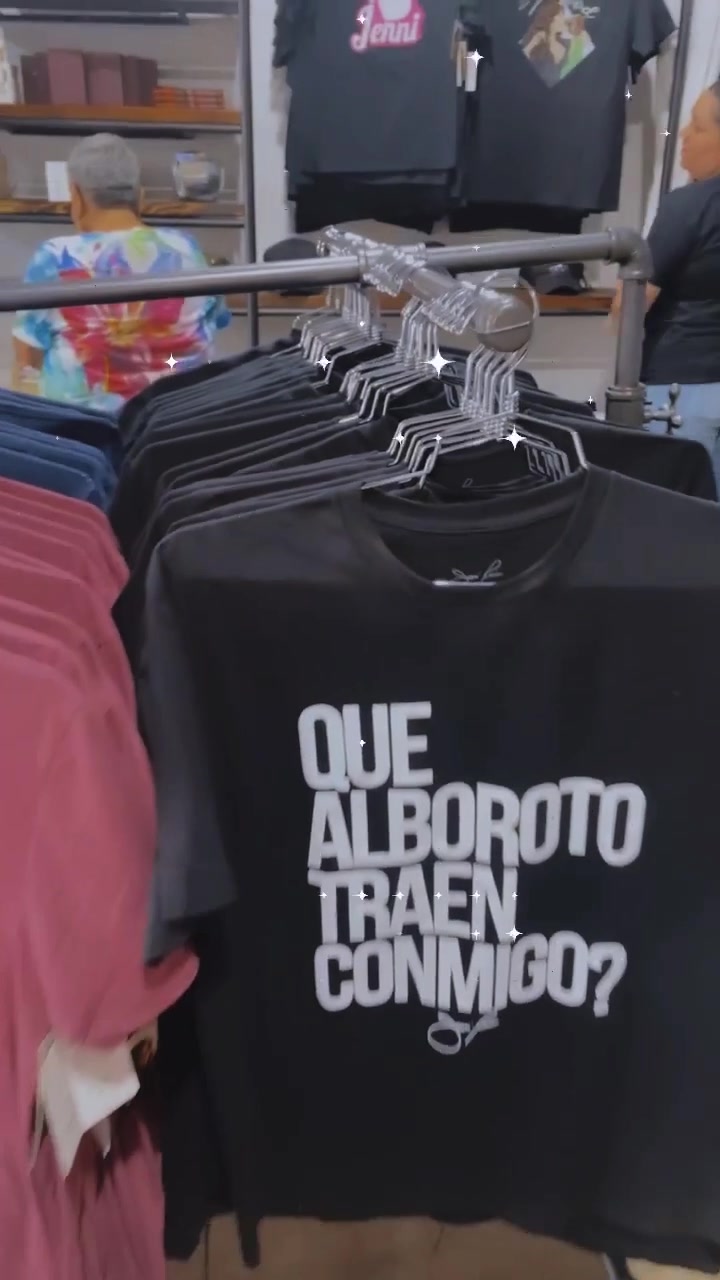 Jenni
QUE
ALBOROTO
TRAEN
CONMIGO?